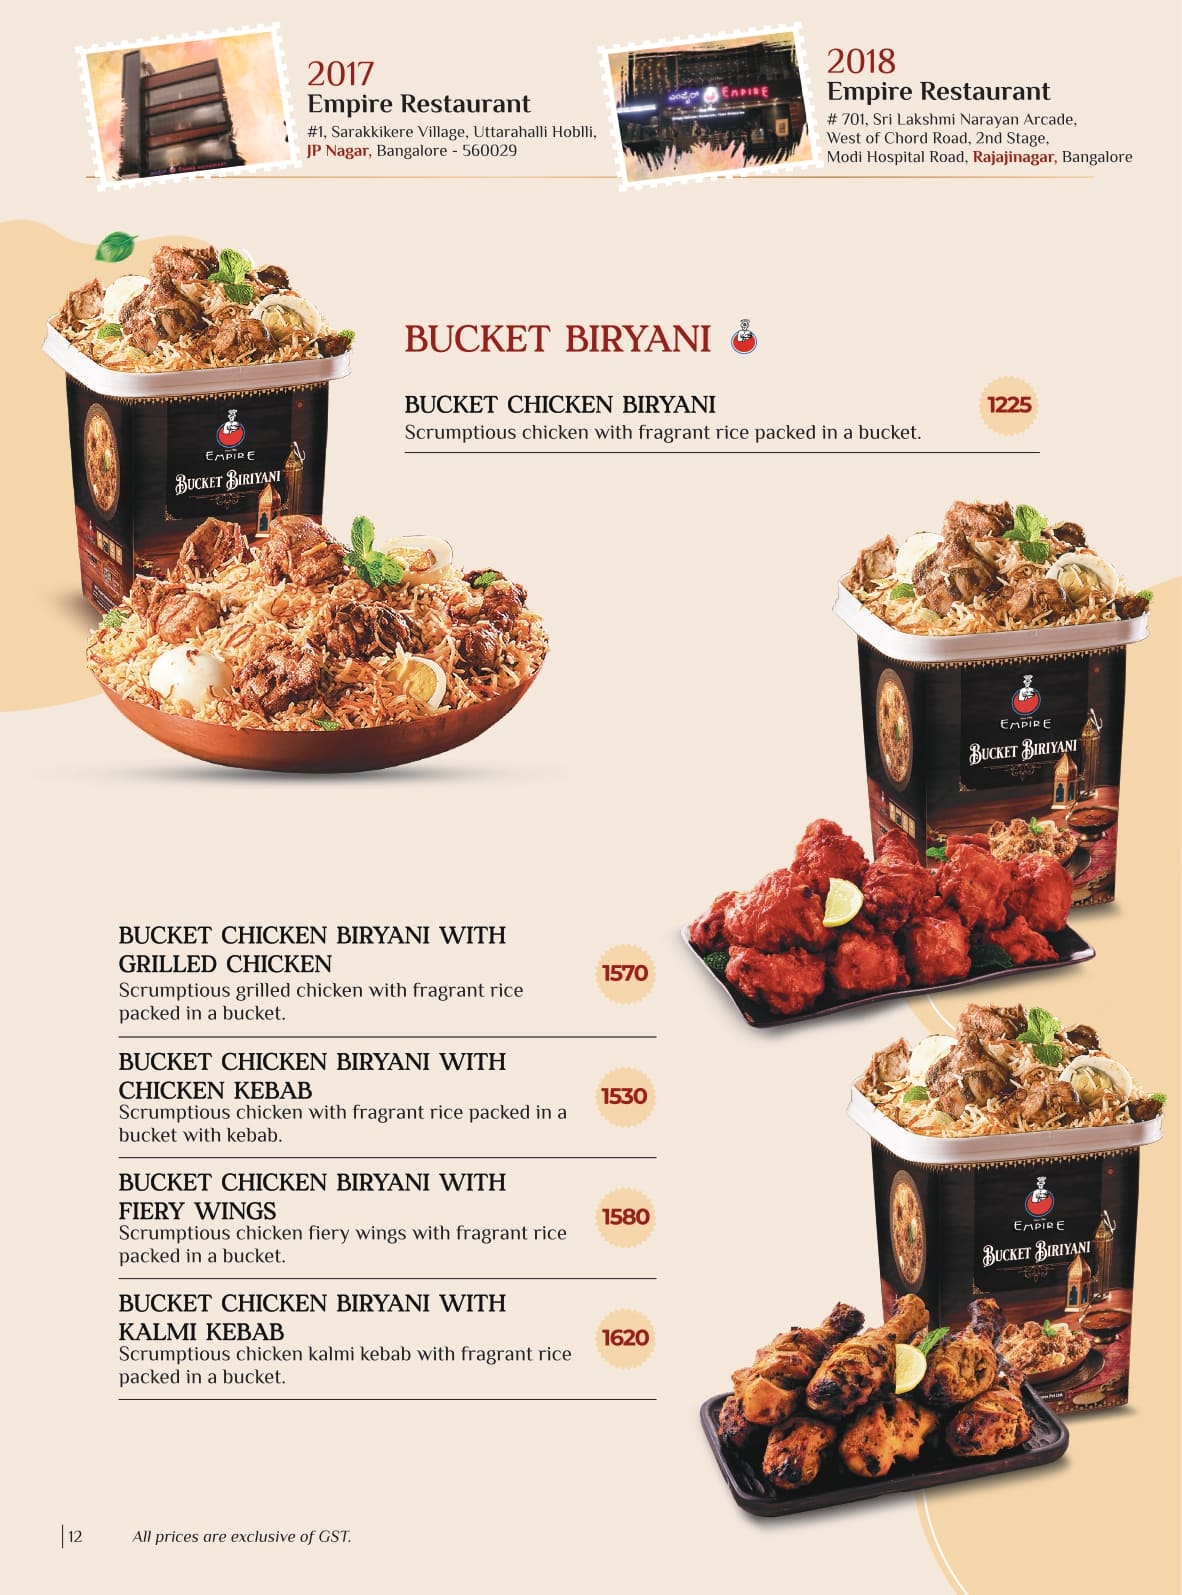 2017
Empire Restaurant
#1, Sarakkikere Village, Uttarahalli Hoblli,
JP Nagar, Bangalore - 560029
2018
Empire Restaurant
# 701, Sri Lakshmi Narayan Arcade,
West of Chord Road, 2nd Stage,
Modi Hospital Road, Rajajinagar, Bangalore
ಎಂಪೈರ್ EMPIRE
BUCKET BIRYANI
BUCKET CHICKEN BIRYANI
1225
Scrumptious chicken with fragrant rice packed in a bucket.
EMPIRE
BUCKET BIRIYANI
EMPIRE
BUCKET BIRIYANI
BUCKET CHICKEN BIRYANI WITH
GRILLED CHICKEN
1570
Scrumptious grilled chicken with fragrant rice
packed in a bucket.
BUCKET CHICKEN BIRYANI WITH
CHICKEN KEBAB
1530
Scrumptious chicken with fragrant rice packed in a
bucket with kebab.
BUCKET CHICKEN BIRYANI WITH
FIERY WINGS
1580
Scrumptious chicken fiery wings with fragrant rice
packed in a bucket.
BUCKET CHICKEN BIRYANI WITH
KALMI KEBAB
1620
Scrumptious chicken kalmi kebab with fragrant rice
packed in a bucket.
EMPIRE
BUCKET BIRIYANI
12
All prices are exclusive of GST.